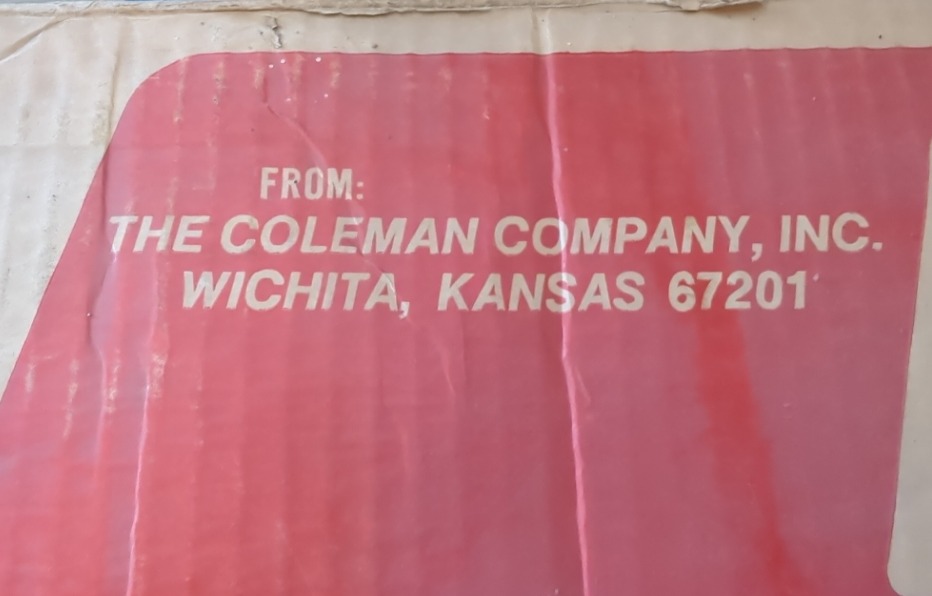 FROM:
THE COLEMAN COMPANY, INC.
WICHITA, KANSAS 67201